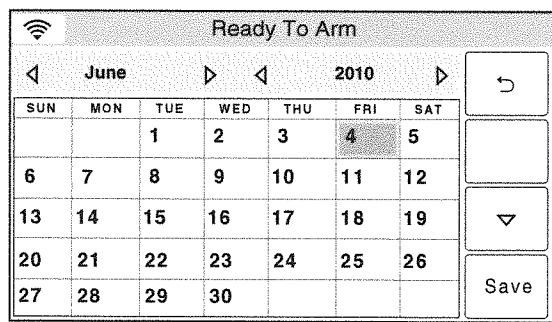 Ready To Arm
June 2010
SUN MON TUE WED THU FRI SAT
1 2 3 4 5
6 7 8 9 10 11 12
13 14 15 16 17 18 19
20 21 22 23 24 25 26
27 28 29 30
Save